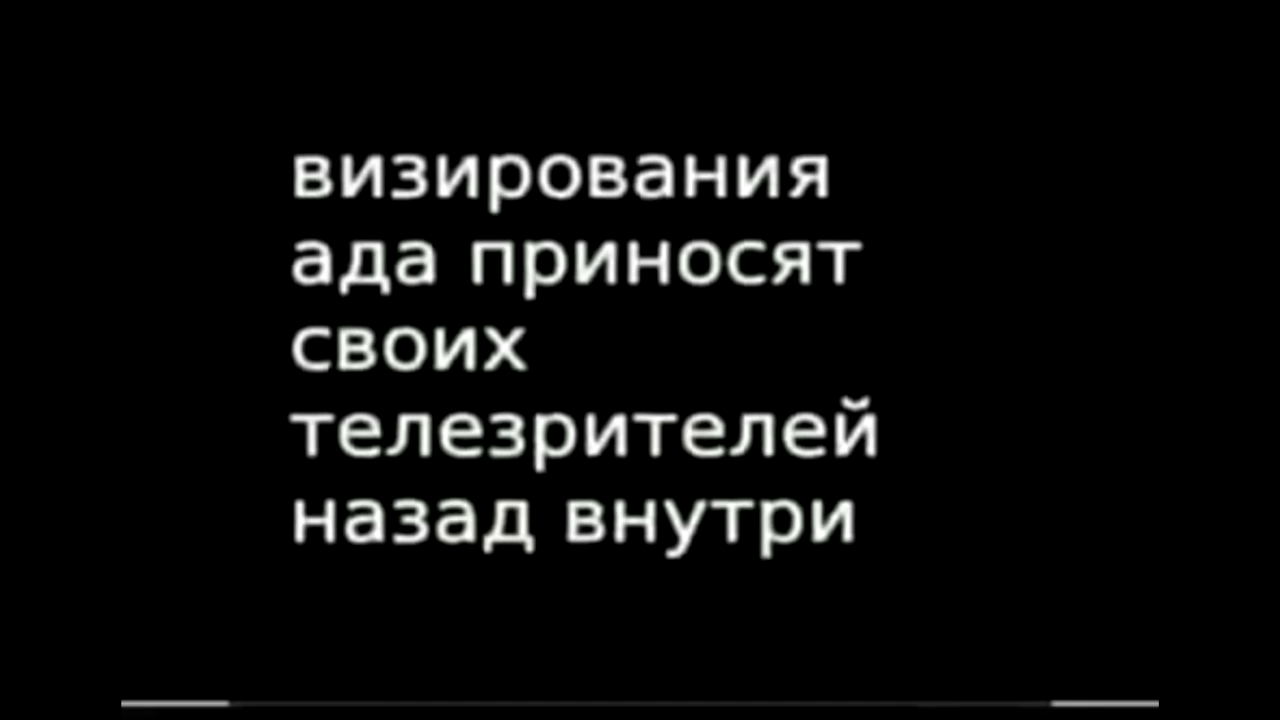 визирования
ада приносят
своих
телезрителей
назад внутри